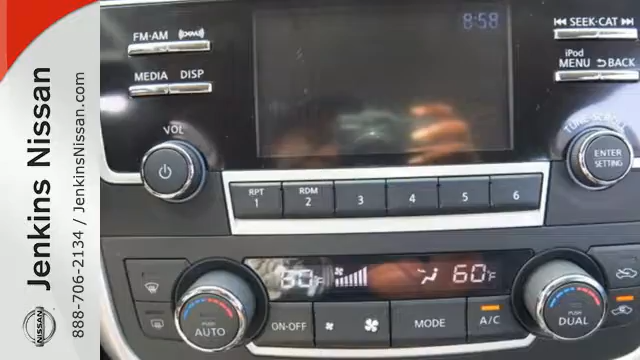 Jenkins Nissan
888-706-2134 / JenkinsNissan.com
NISSAN
8:58
FM·AM
SEEK·CAT
MEDIA DISP
iPod
MENU BACK
VOL
TUNE·SCROLL
ENTER
SETTING
RPT
1
RDM
2
3
4
5
6
60°F
60°F
PUSH
AUTO
ON·OFF
MODE
A/C
PUSH
DUAL